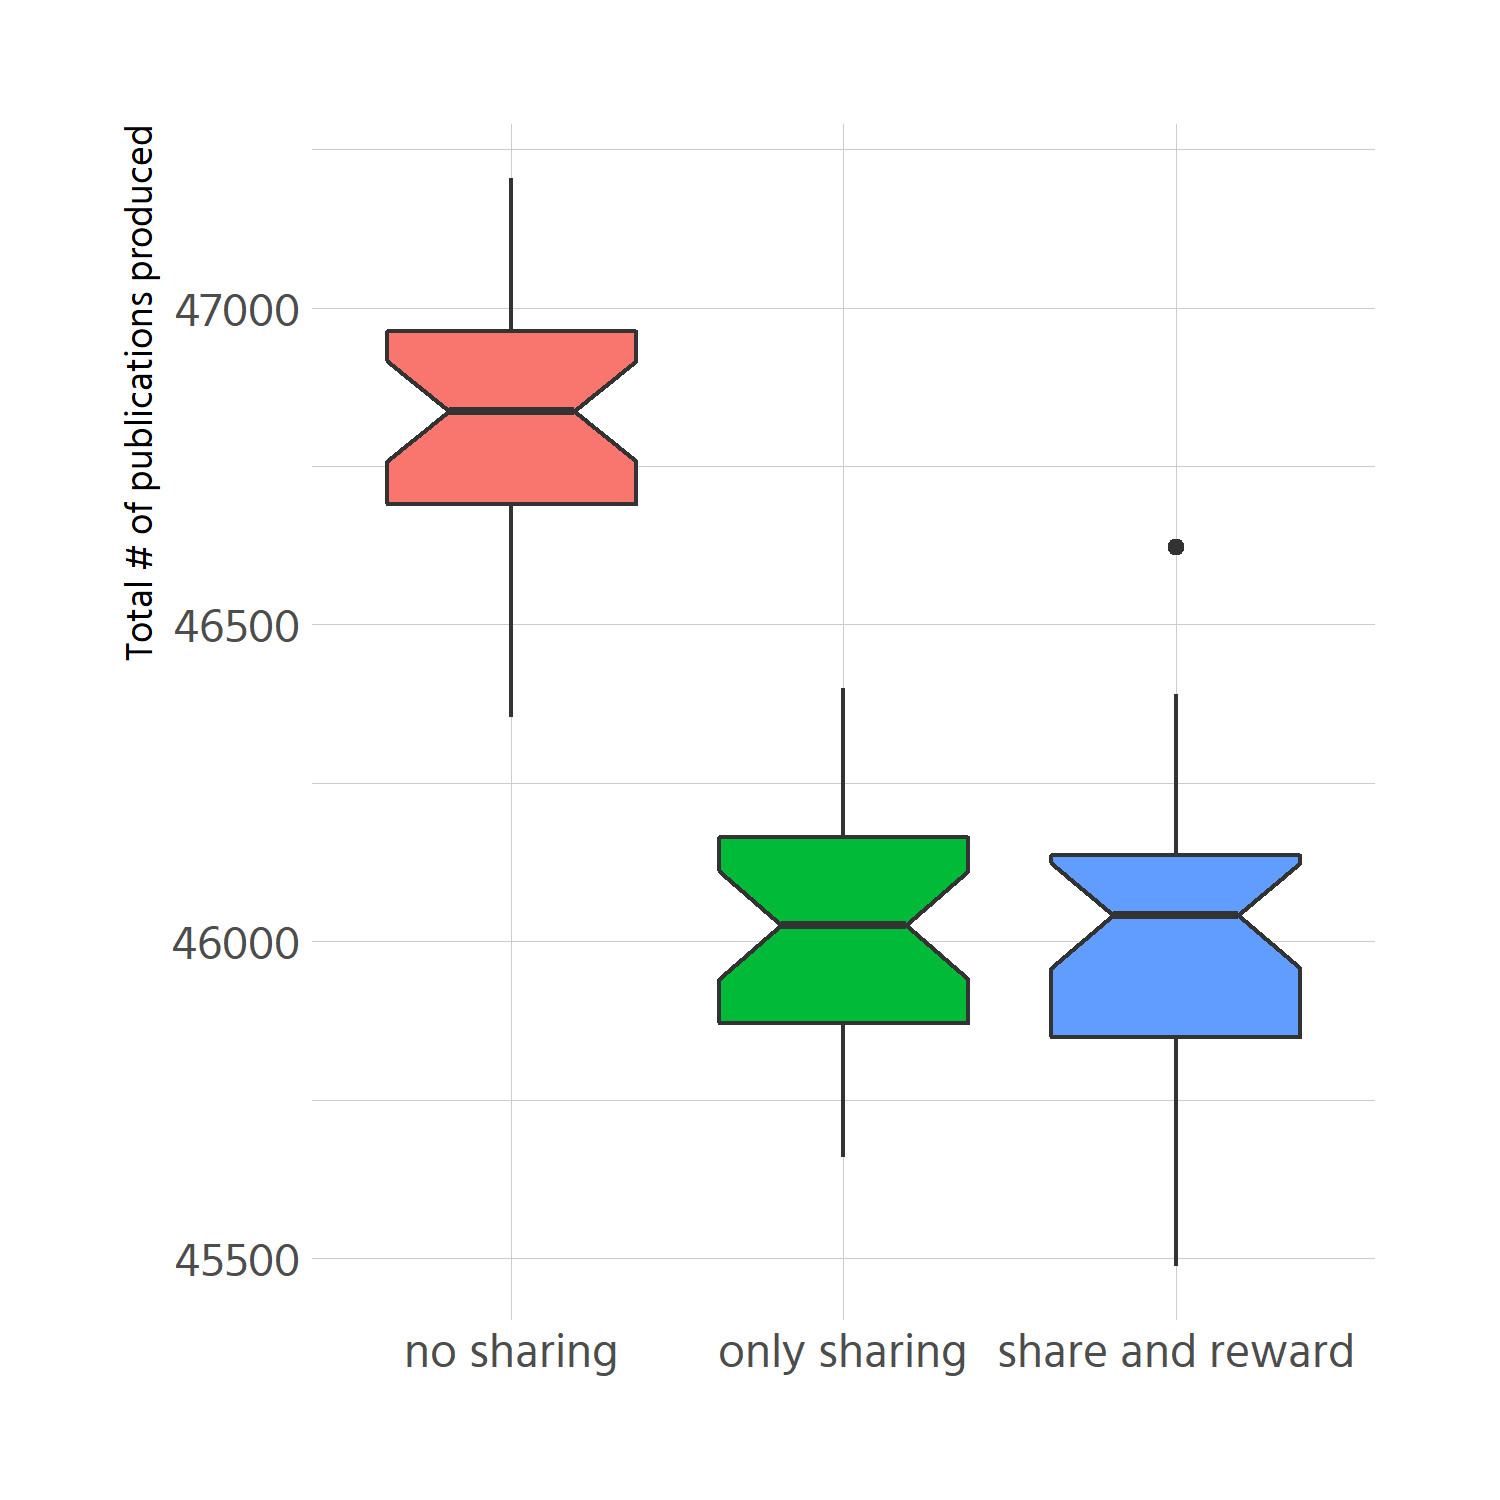 Total # of publications produced
47000
46500
46000
45500
no sharing
only sharing
share and reward